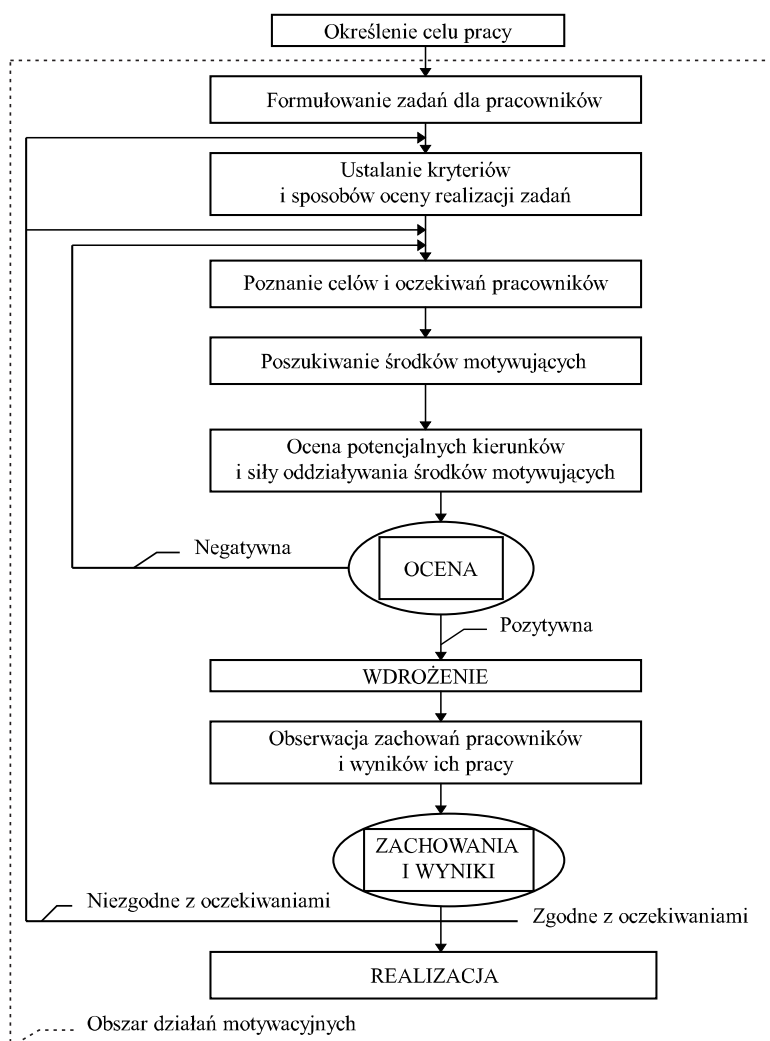 Określenie celu pracy
Formułowanie zadań dla pracowników
Ustalanie kryteriów
i sposobów oceny realizacji zadań
Poznanie celów i oczekiwań pracowników
Poszukiwanie środków motywujących
Ocena potencjalnych kierunków
i siły oddziaływania środków motywujących
Negatywna
OCENA
Pozytywna
WDROŻENIE
Obserwacja zachowań pracowników
i wyników ich pracy
ZACHOWANIA
I WYNIKI
Niezgodne z oczekiwaniami
Zgodne z oczekiwaniami
REALIZACJA
Obszar działań motywacyjnych